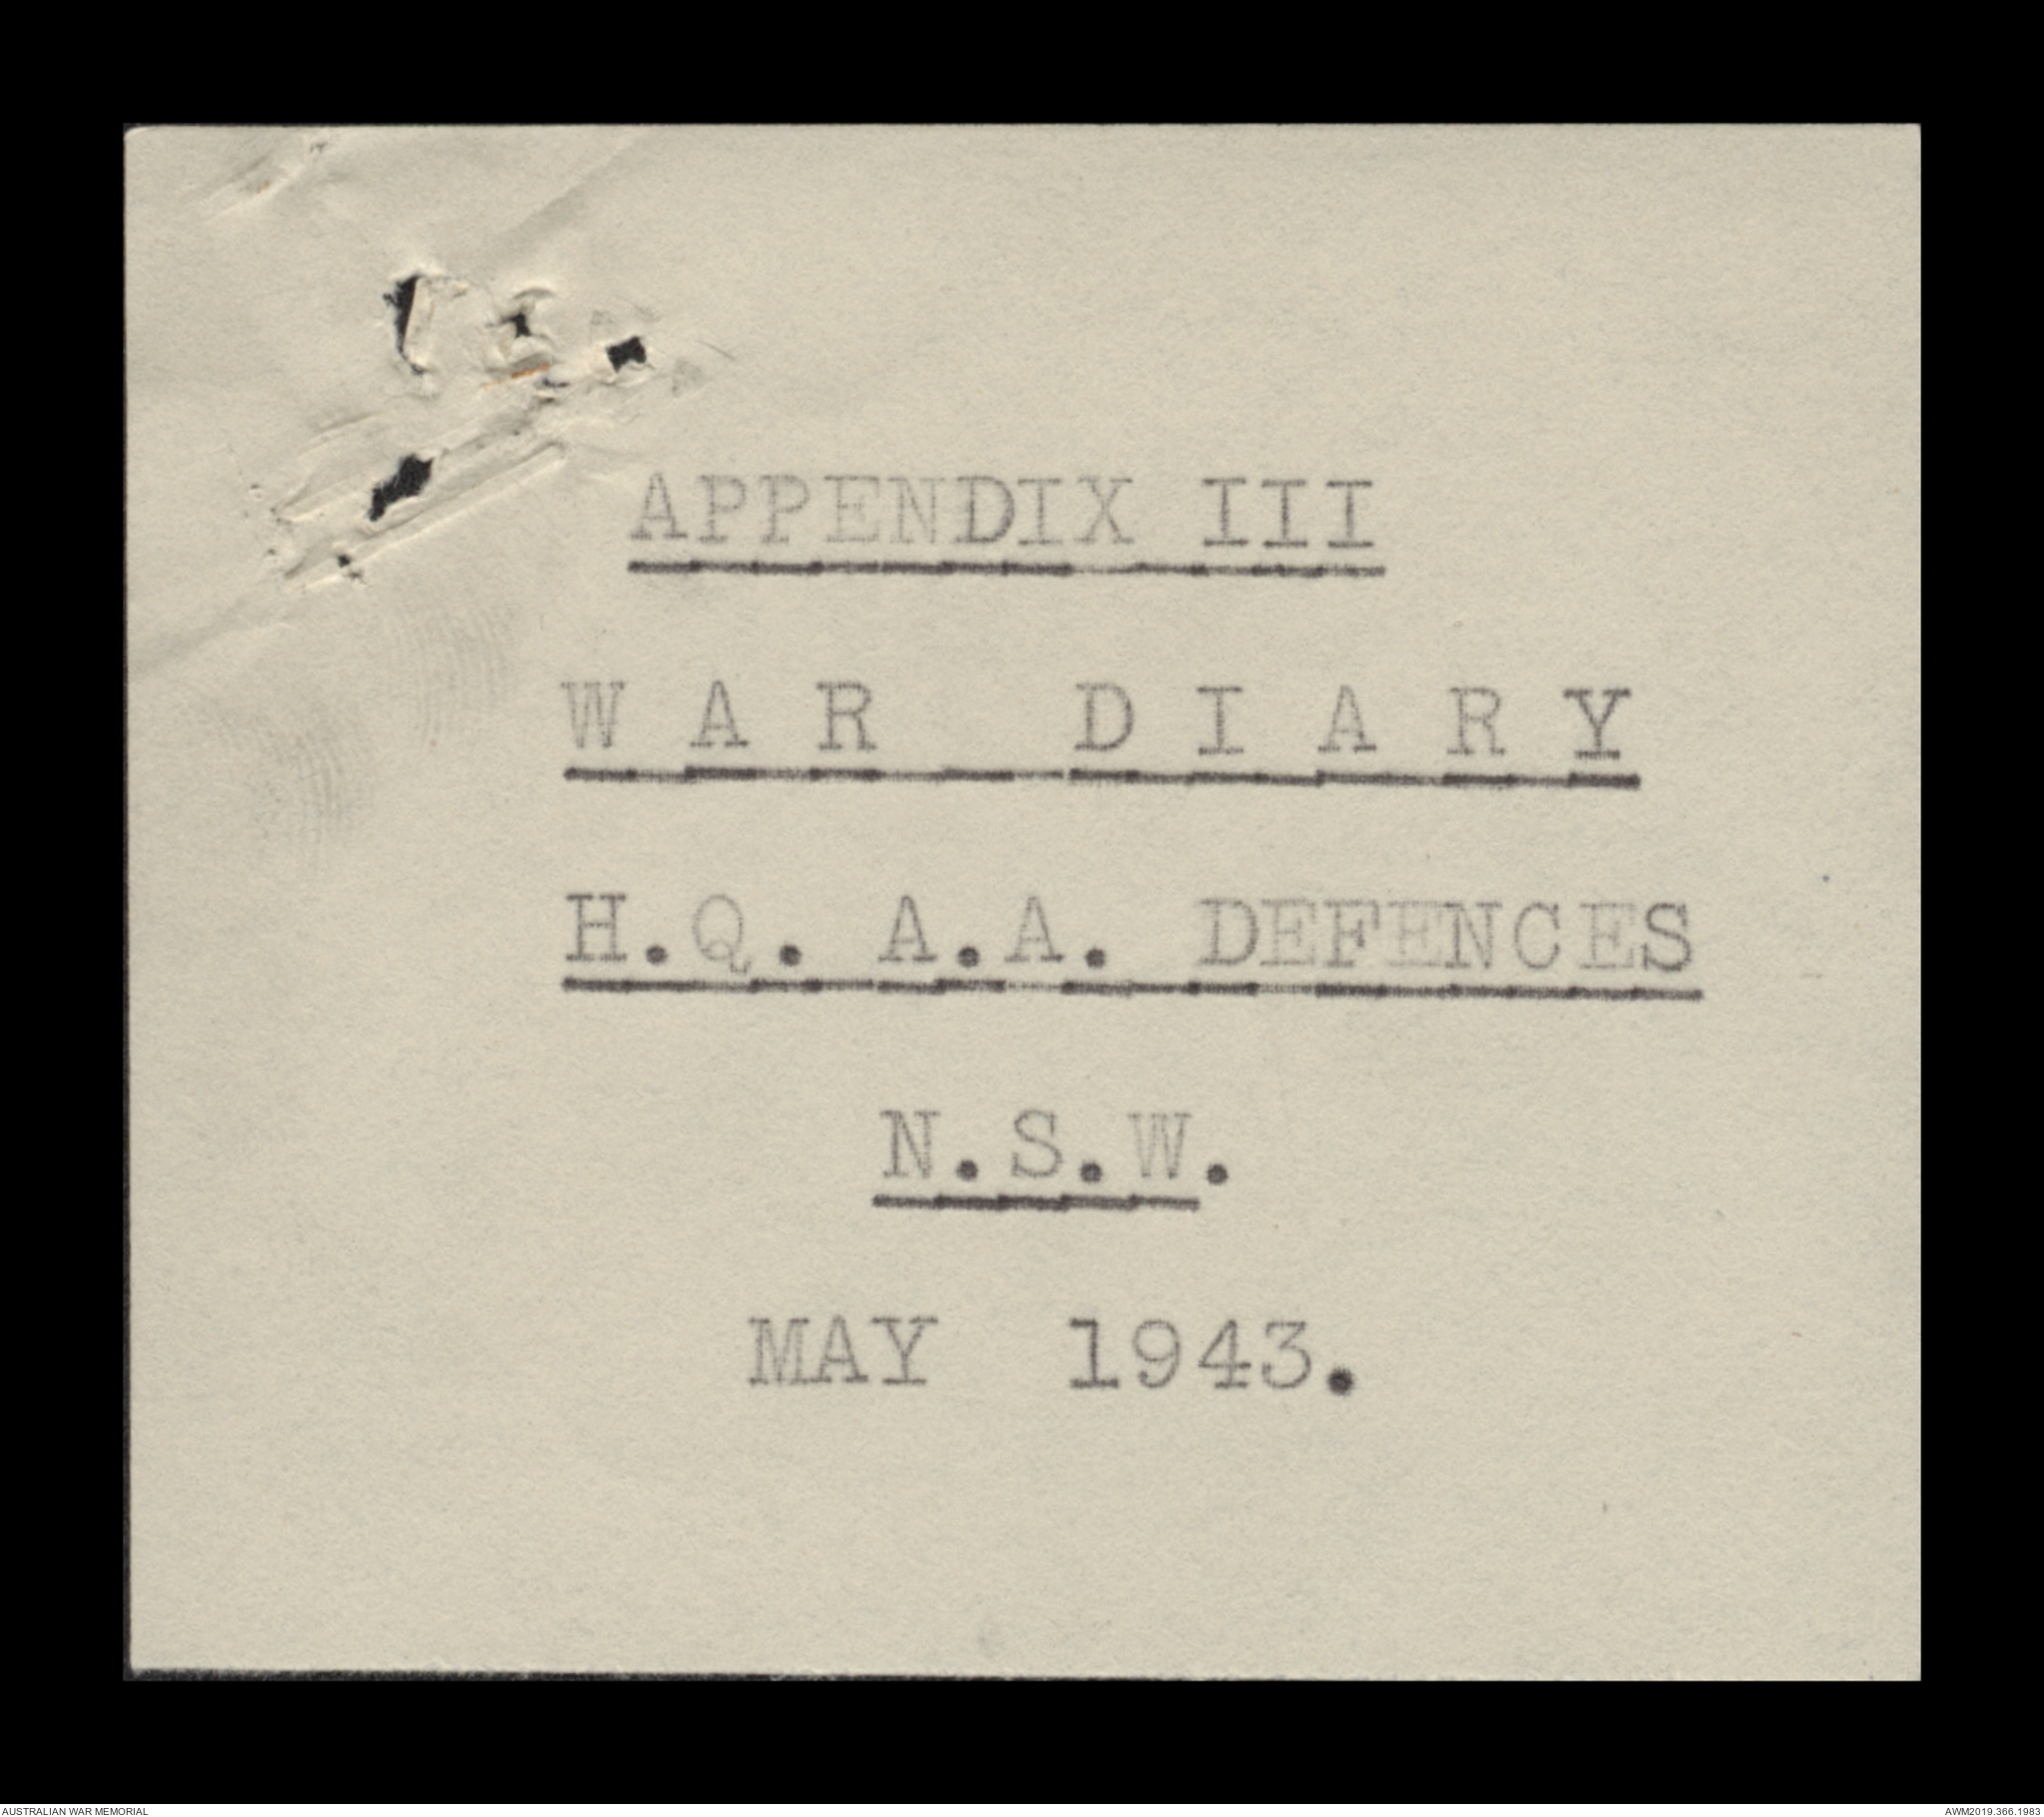 APPENDIX III
W A R  D I A R Y
H.Q. A.A. DEFENCES
N.S.W.
MAY 1943.
AUSTRALIAN WAR MEMORIAL
AWM2019.366.1983